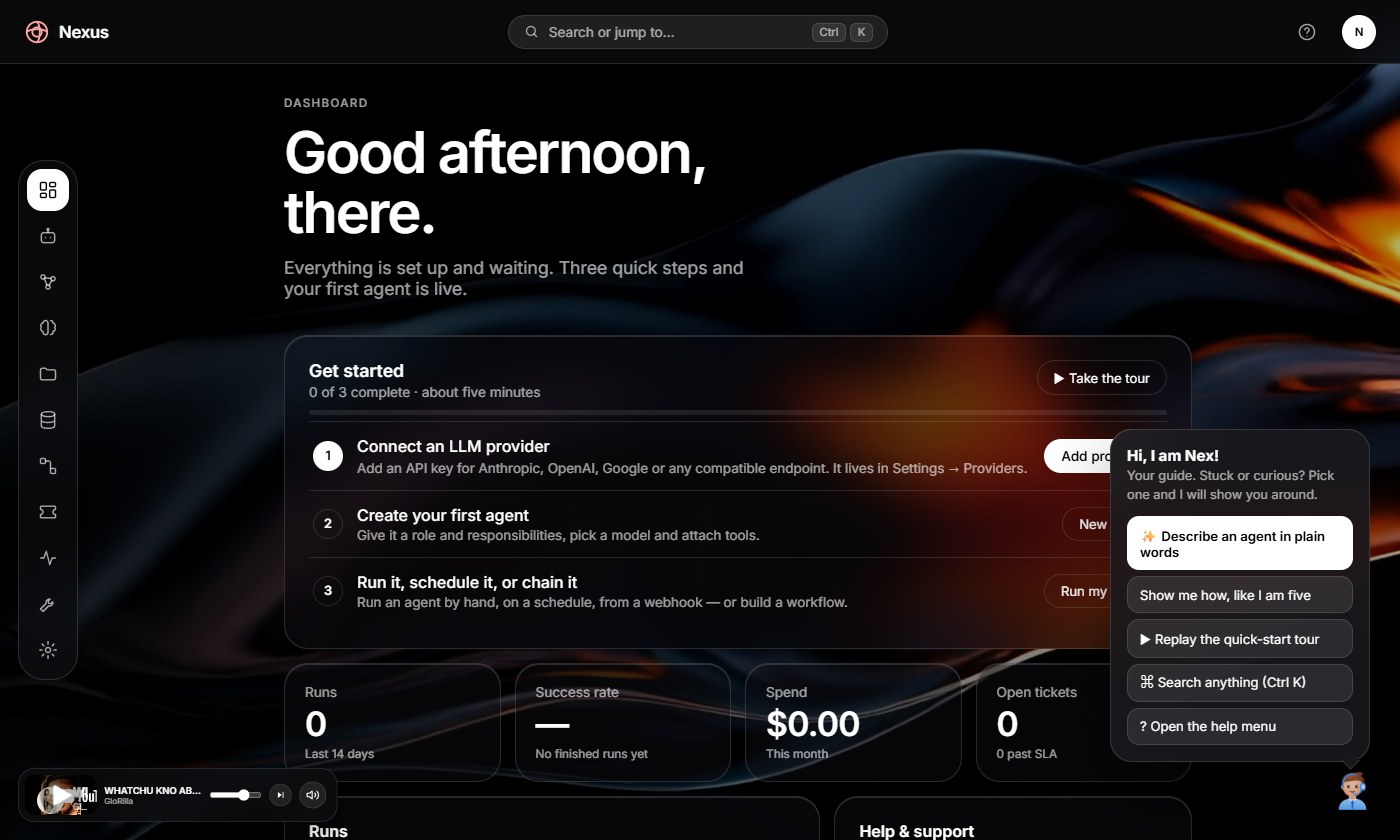 Nexus
Search or jump to...
Ctrl
K
N
DASHBOARD
Good afternoon,
there.
Everything is set up and waiting. Three quick steps and
your first agent is live.
Get started
0 of 3 complete · about five minutes
▶ Take the tour
1
Connect an LLM provider
Add an API key for Anthropic, OpenAI, Google or any compatible endpoint. It lives in Settings → Providers.
Add pro
2
Create your first agent
Give it a role and responsibilities, pick a model and attach tools.
New
3
Run it, schedule it, or chain it
Run an agent by hand, on a schedule, from a webhook — or build a workflow.
Run my
Hi, I am Nex!
Your guide. Stuck or curious? Pick
one and I will show you around.
✨ Describe an agent in plain
words
Show me how, like I am five
▶ Replay the quick-start tour
⌘ Search anything (Ctrl K)
? Open the help menu
Runs
0
Last 14 days
Success rate
—
No finished runs yet
Spend
$0.00
This month
Open tickets
0
0 past SLA
WHATCHU KNO AB...
GloRilla
Runs
Help & support